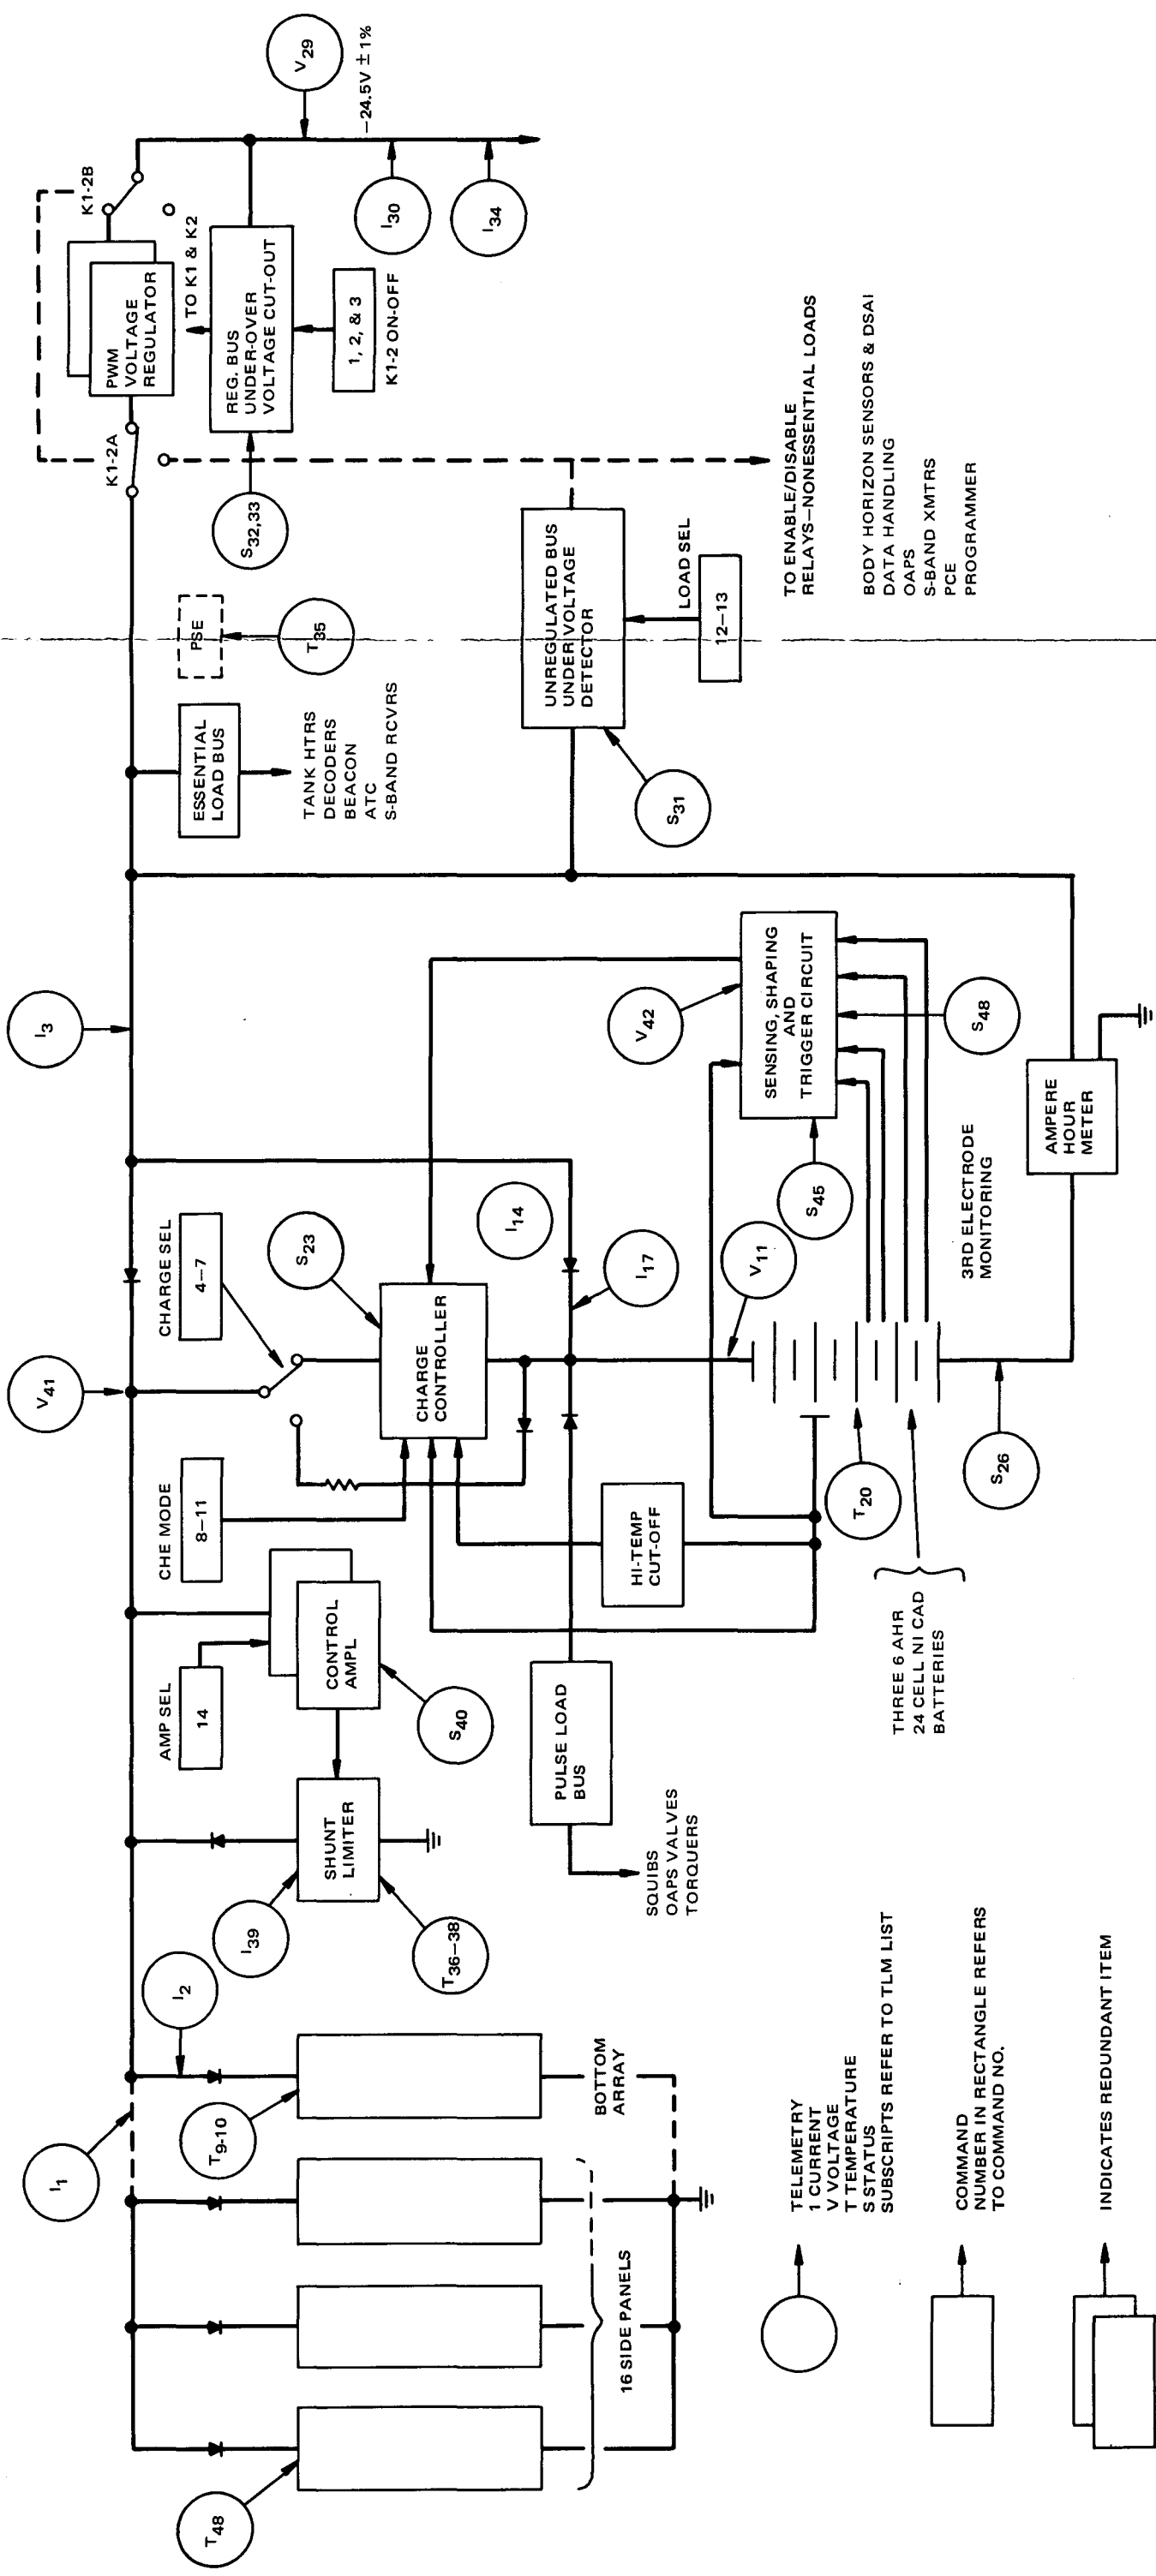 I1
I2
I39
T36–38
T9-10
T48
BOTTOM
ARRAY
16 SIDE PANELS
SHUNT
LIMITER
AMP SEL
14
CONTROL
AMPL
S40
CHE MODE
8–11
V41
CHARGE SEL
4–7
S23
CHARGE
CONTROLLER
I14
I17
V11
HI-TEMP
CUT-OFF
PULSE LOAD
BUS
SQUIBS
OAPS VALVES
TORQUERS
T20
THREE 6 AHR
24 CELL NI CAD
BATTERIES
S26
3RD ELECTRODE
MONITORING
S45
V42
SENSING, SHAPING
AND
TRIGGER CIRCUIT
S48
AMPERE
HOUR
METER
I3
ESSENTIAL
LOAD BUS
TANK HTRS
DECODERS
BEACON
ATC
S-BAND RCVRS
PSE
T35
S31
UNREGULATED BUS
UNDER VOLTAGE
DETECTOR
LOAD SEL
12–13
TO ENABLE/DISABLE
RELAYS—NONESSENTIAL LOADS
BODY HORIZON SENSORS & DSAI
DATA HANDLING
OAPS
S-BAND XMTRS
PCE
PROGRAMMER
K1-2A
PWM
VOLTAGE
REGULATOR
K1-2B
TO K1 & K2
S32,33
REG. BUS
UNDER-OVER
VOLTAGE CUT-OUT
1, 2, & 3
K1-2 ON-OFF
V29
–24.5V ± 1%
I30
I34
TELEMETRY
1 CURRENT
V VOLTAGE
T TEMPERATURE
S STATUS
SUBSCRIPTS REFER TO TLM LIST
COMMAND
NUMBER IN RECTANGLE REFERS
TO COMMAND NO.
INDICATES REDUNDANT ITEM